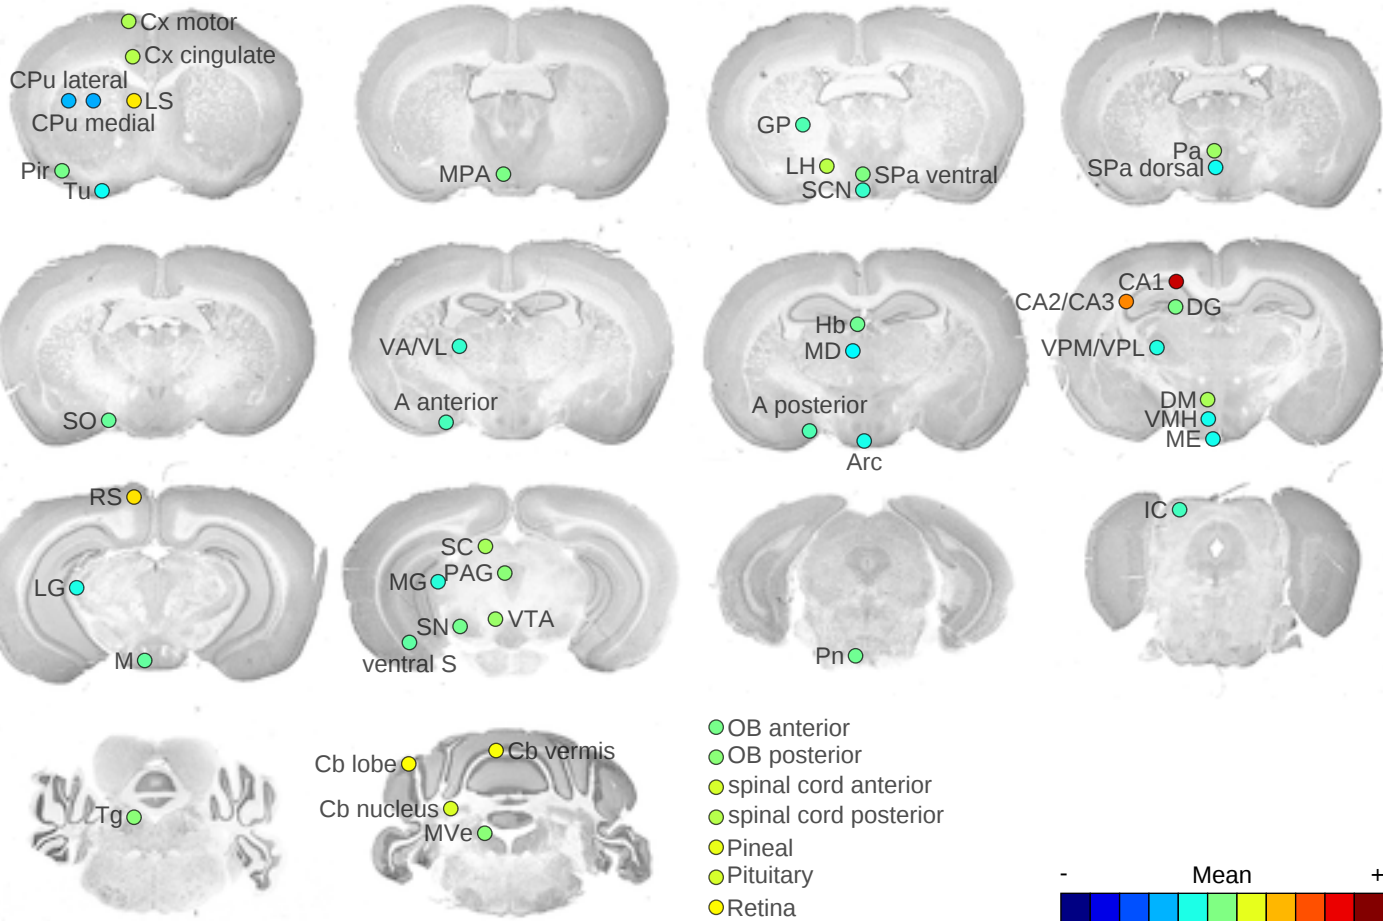 Cx motor
Cx cingulate
CPu lateral
LS
CPu medial
Pir
Tu
MPA
GP
LH
SPa ventral
SCN
Pa
SPa dorsal
SO
VA/VL
A anterior
Hb
MD
A posterior
Arc
CA1
CA2/CA3
DG
VPM/VPL
DM
VMH
ME
RS
LG
M
SC
PAG
MG
VTA
SN
ventral S
Pn
IC
Tg
Cb vermis
Cb lobe
Cb nucleus
MVe
OB anterior
OB posterior
spinal cord anterior
spinal cord posterior
Pineal
Pituitary
Retina
- Mean +